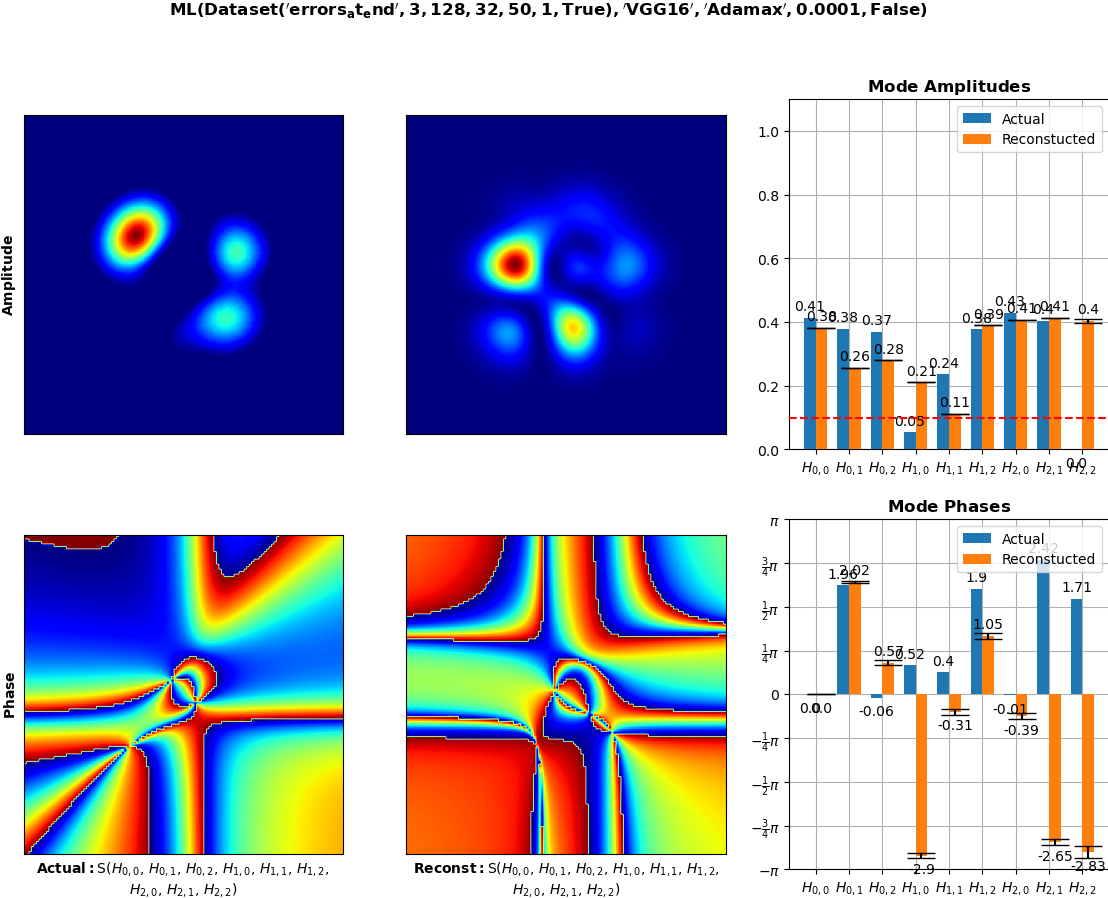 ML(Dataset('errors_at_end', 3, 128, 32, 50, 1, True), 'VGG16', 'Adamax', 0.0001, False)
Amplitude
Mode Amplitudes
Actual
Reconstucted
1.0
0.8
0.6
0.4
0.2
0.0
0.41 0.38 0.37 0.05 0.24 0.38 0.43 0.4 0.0
0.38 0.26 0.28 0.21 0.11 0.39 0.41 0.41 0.4
H0,0 H0,1 H0,2 H1,0 H1,1 H1,2 H2,0 H2,1 H2,2
Phase
Mode Phases
Actual
Reconstucted
π
3/4π
1/2π
1/4π
0
−1/4π
−1/2π
−3/4π
−π
0.0 1.96 -0.06 0.52 0.4 1.9 -0.01 2.42 1.71
0.0 2.02 0.57 -2.9 -0.31 1.05 -0.39 -2.65 -2.83
H0,0 H0,1 H0,2 H1,0 H1,1 H1,2 H2,0 H2,1 H2,2
Actual: S(H0,0, H0,1, H0,2, H1,0, H1,1, H1,2,
H2,0, H2,1, H2,2)
Reconst: S(H0,0, H0,1, H0,2, H1,0, H1,1, H1,2,
H2,0, H2,1, H2,2)